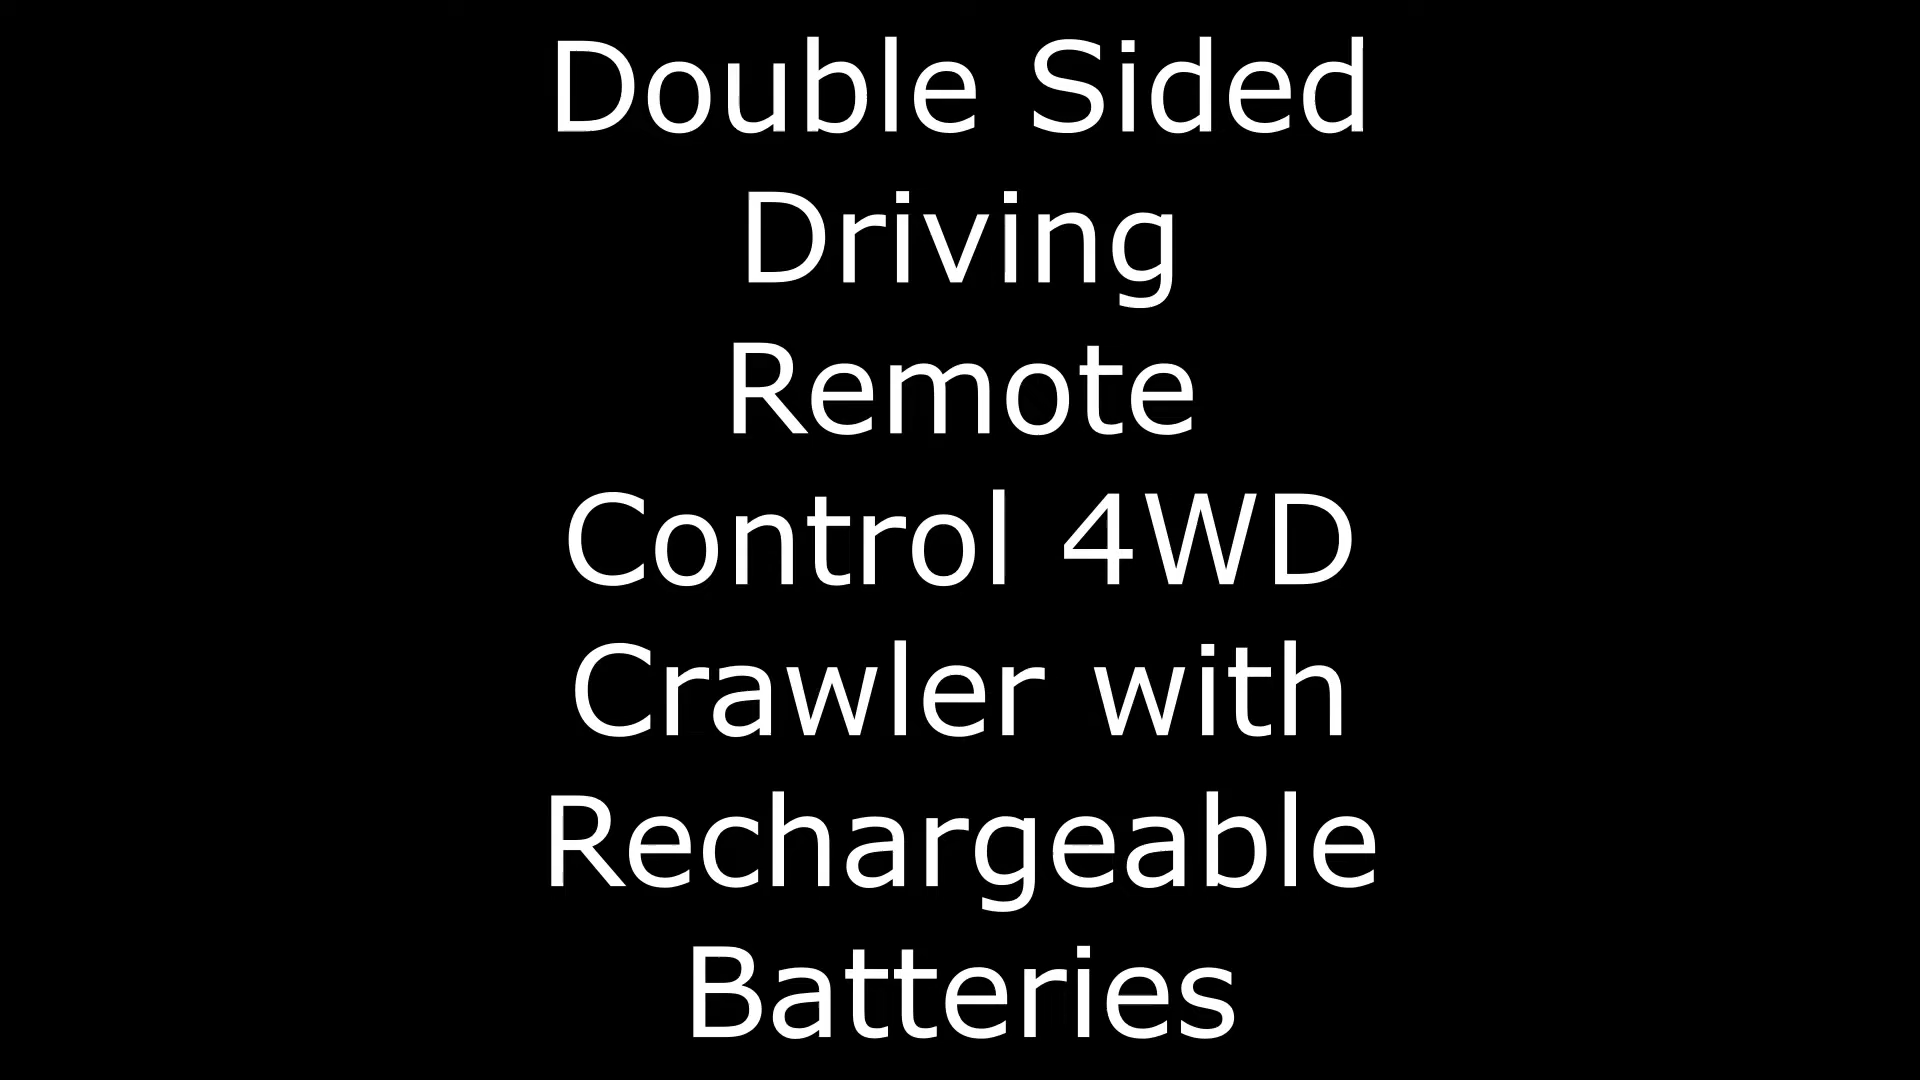 Double Sided
Driving
Remote
Control 4WD
Crawler with
Rechargeable
Batteries